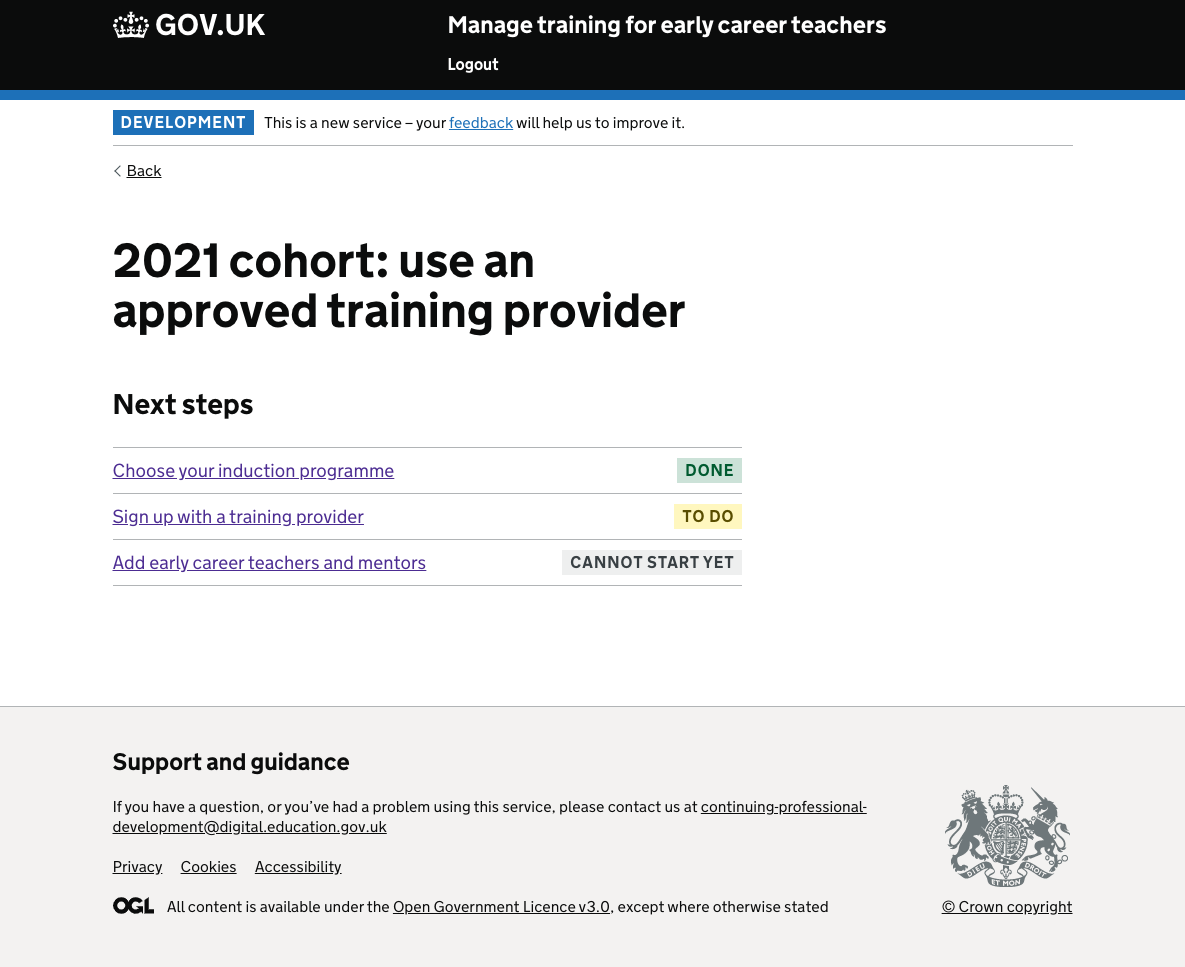 GOV.UK
Manage training for early career teachers
Logout
DEVELOPMENT This is a new service – your feedback will help us to improve it.
Back
2021 cohort: use an
approved training provider
Next steps
Choose your induction programme DONE
Sign up with a training provider TO DO
Add early career teachers and mentors CANNOT START YET
Support and guidance
If you have a question, or you’ve had a problem using this service, please contact us at continuing-professional-
development@digital.education.gov.uk
Privacy Cookies Accessibility
OGL All content is available under the Open Government Licence v3.0, except where otherwise stated
DIEU ET MON DROIT
© Crown copyright